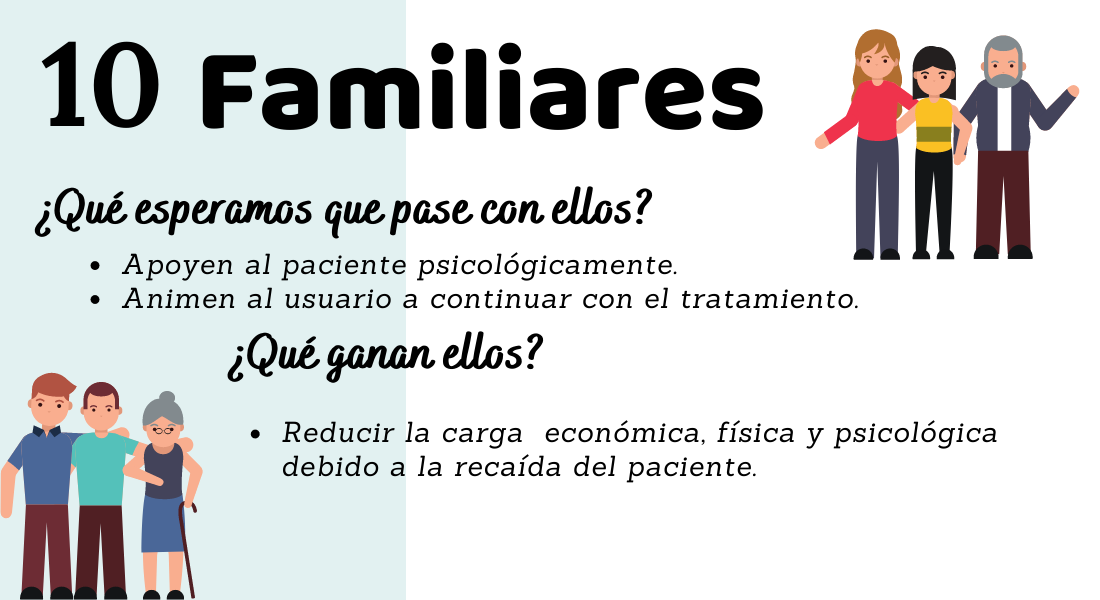 10 Familiares
¿Qué esperamos que pase con ellos?
• Apoyen al paciente psicológicamente.
• Animen al usuario a continuar con el tratamiento.
¿Qué ganan ellos?
• Reducir la carga económica, física y psicológica
debido a la recaída del paciente.